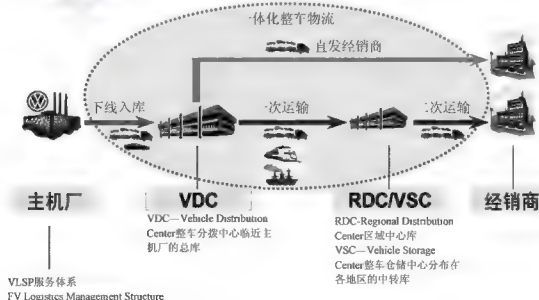 一体化整车物流
直发经销商
下线入库
一次运输
二次运输
主机厂
VDC
RDC/VSC
经销商
VDC—Vehicle Distribution
Center整车分拨中心临近主
机厂的总库
RDC-Regional Distribution
Center区域中心库
VSC—Vehicle Storage
Center整车仓储中心分布在
各地区的中转库
VLSP服务体系
FV Logistics Management Structure